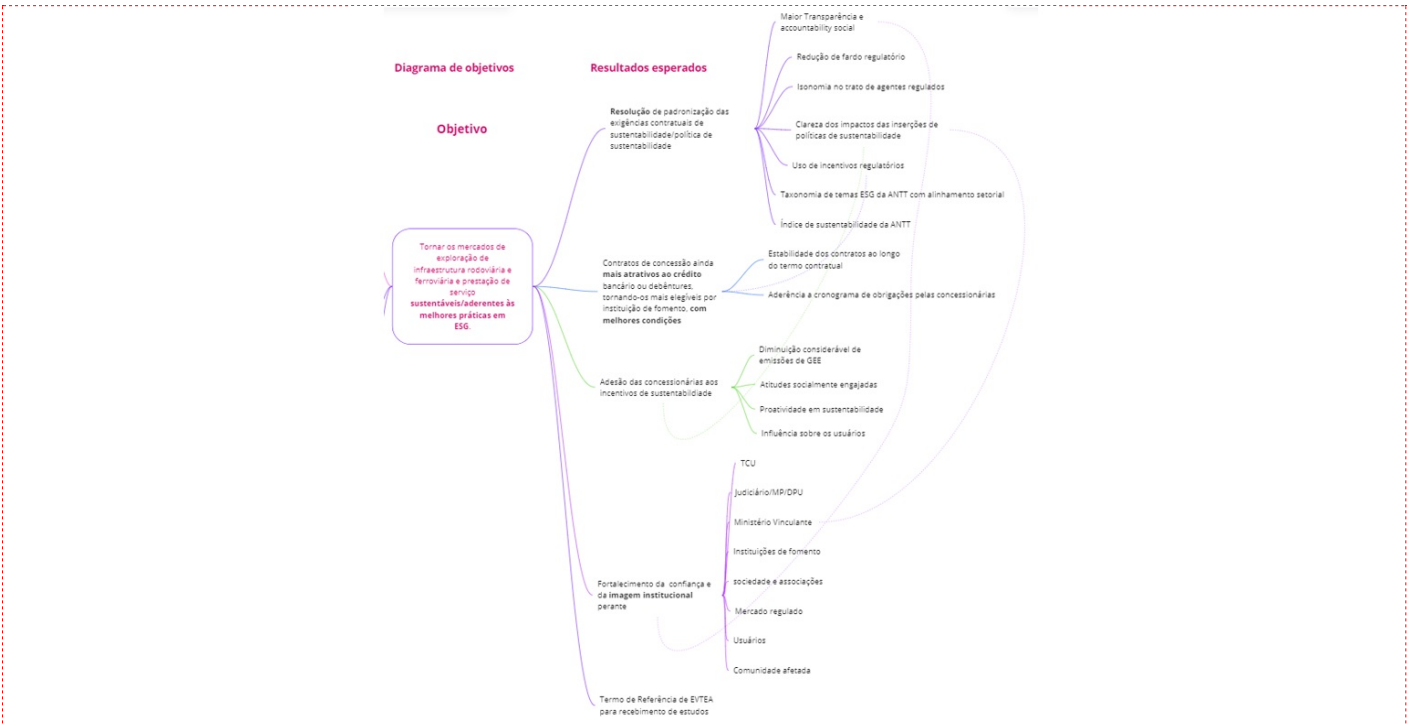 Diagrama de objetivos
Resultados esperados
Objetivo
Tornar os mercados de
exploração de
infraestrutura rodoviária e
ferroviária e prestação de
serviço
sustentáveis/aderentes às
melhores práticas em
ESG.
Resolução de padronização das
exigências contratuais de
sustentabilidade/política de
sustentabilidade
Maior Transparência e
accountability social
Redução de fardo regulatório
Isonomia no trato de agentes regulados
Clareza dos impactos das inserções de
políticas de sustentabilidade
Uso de incentivos regulatórios
Taxonomia de temas ESG da ANTT com alinhamento setorial
Índice de sustentabilidade da ANTT
Contratos de concessão ainda
mais atrativos ao crédito
bancário ou debêntures,
tornando-os mais elegíveis por
instituição de fomento, com
melhores condições
Estabilidade dos contratos ao longo
do termo contratual
Aderência a cronograma de obrigações pelas concessionárias
Adesão das concessionárias aos
incentivos de sustentabildiade
Diminuição considerável de
emissões de GEE
Atitudes socialmente engajadas
Proatividade em sustentabilidade
Influência sobre os usuários
Fortalecimento da confiança e
da imagem institucional
perante
TCU
Judiciário/MP/DPU
Ministério Vinculante
Instituições de fomento
sociedade e associações
Mercado regulado
Usuários
Comunidade afetada
Termo de Referência de EVTEA
para recebimento de estudos